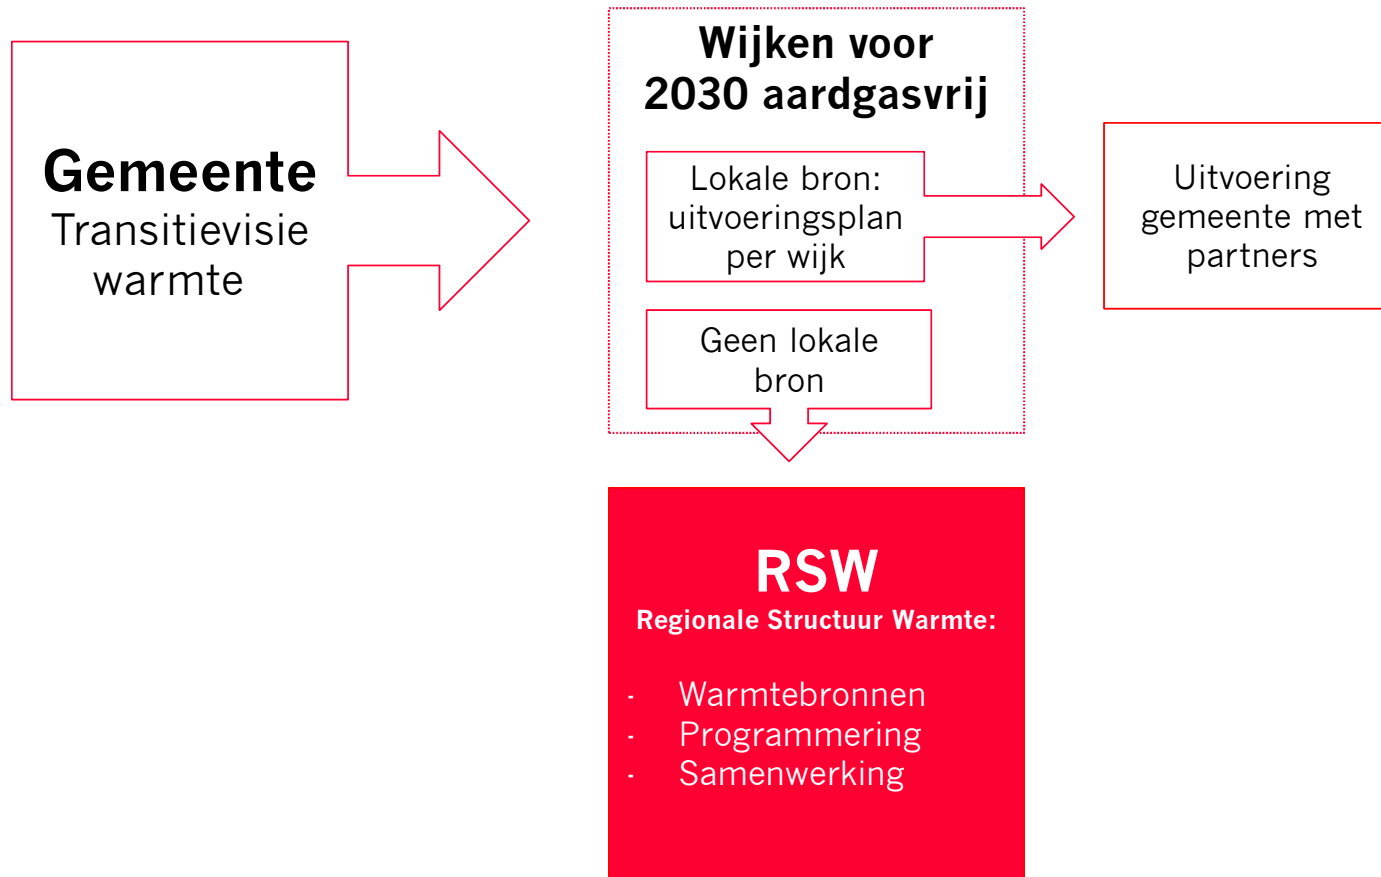 Gemeente
Transitievisie
warmte
Wijken voor
2030 aardgasvrij
Lokale bron:
uitvoeringsplan
per wijk
Uitvoering
gemeente met
partners
Geen lokale
bron
RSW
Regionale Structuur Warmte:
- Warmtebronnen
- Programmering
- Samenwerking